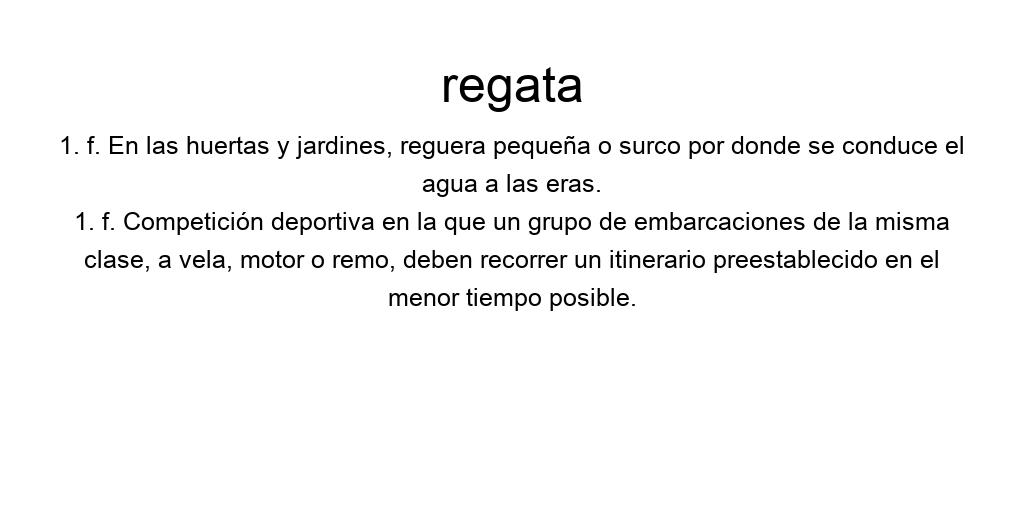 regata
1. f. En las huertas y jardines, reguera pequeña o surco por donde se conduce el
agua a las eras.
1. f. Competición deportiva en la que un grupo de embarcaciones de la misma
clase, a vela, motor o remo, deben recorrer un itinerario preestablecido en el
menor tiempo posible.